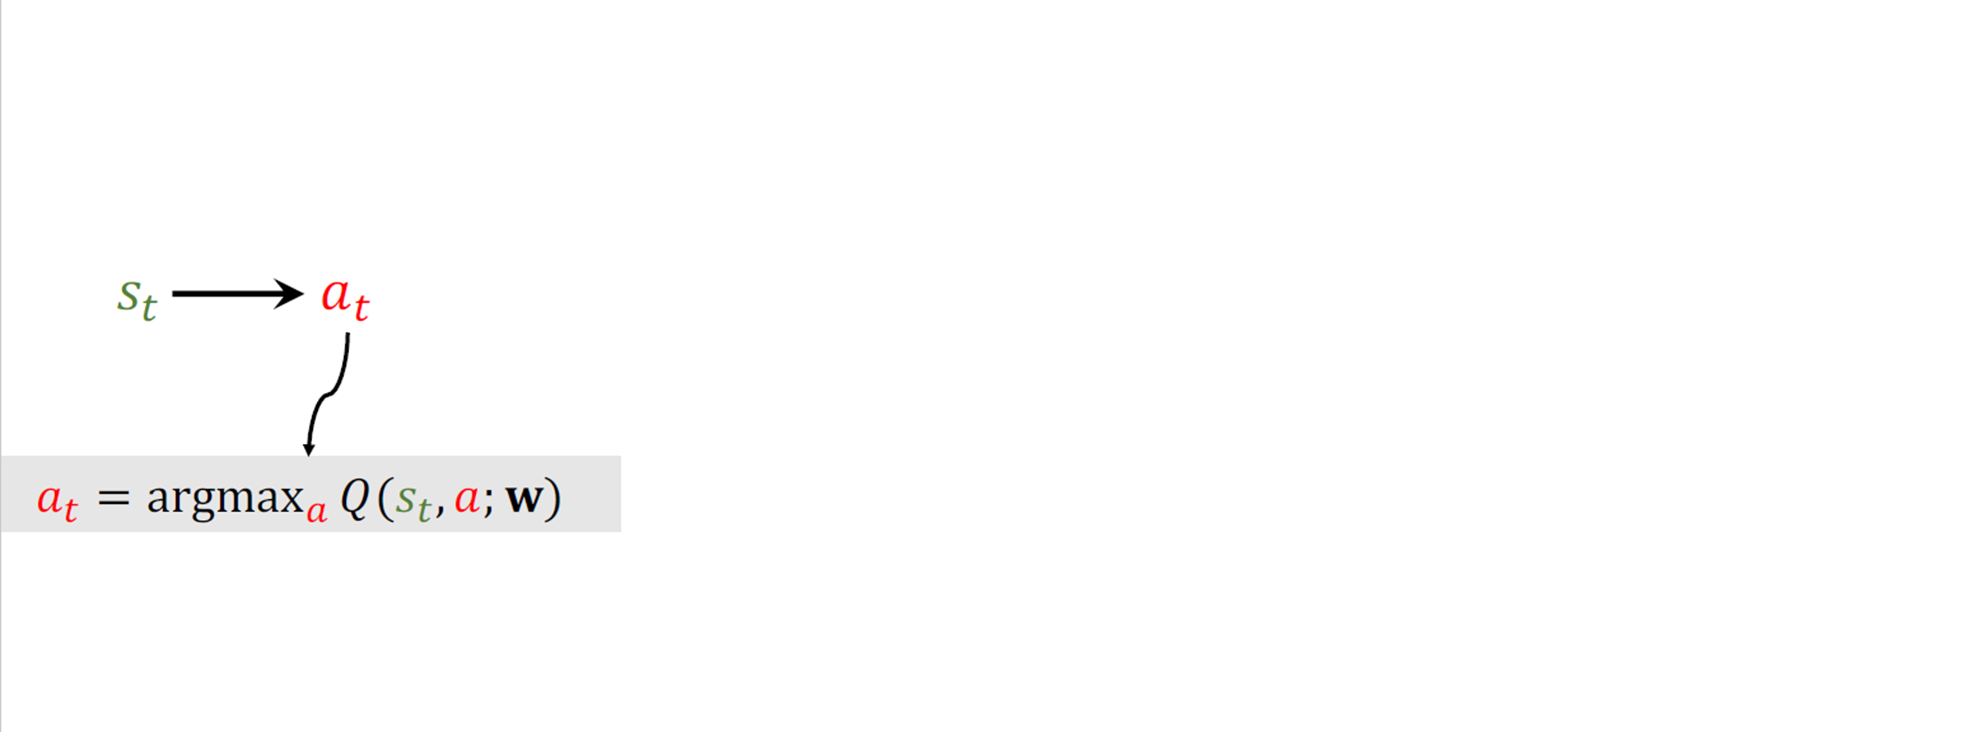 s_t → a_t
a_t = argmax_a Q(s_t, a; w)